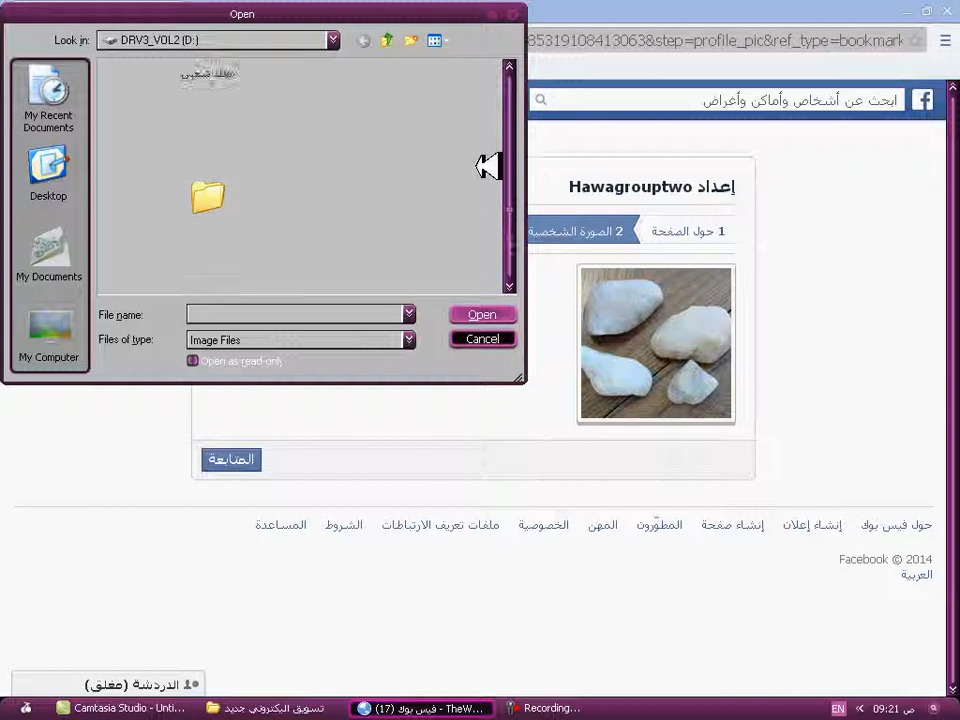 Open
Look in:
DRV3_VOL2 (D:)
My Recent
Documents
Desktop
My Documents
My Computer
File name:
Open
Files of type:
Image Files
Cancel
Open as read-only
85319108413063&step=profile_pic&ref_type=bookmark
ابحث عن أشخاص وأماكن وأغراض
إعداد Hawagrouptwo
1 حول الصفحة
2 الصورة الشخصية
المتابعة
حول فيس بوك
إنشاء إعلان
إنشاء صفحة
المطوّرون
المهن
الخصوصية
ملفات تعريف الارتباطات
الشروط
المساعدة
Facebook © 2014
العربية
الدردشة (مغلق)
Camtasia Studio - Unti...
تسويق اليكتروني جديد
(17) فيس بوك - TheW...
Recording...
EN
09:21 ص